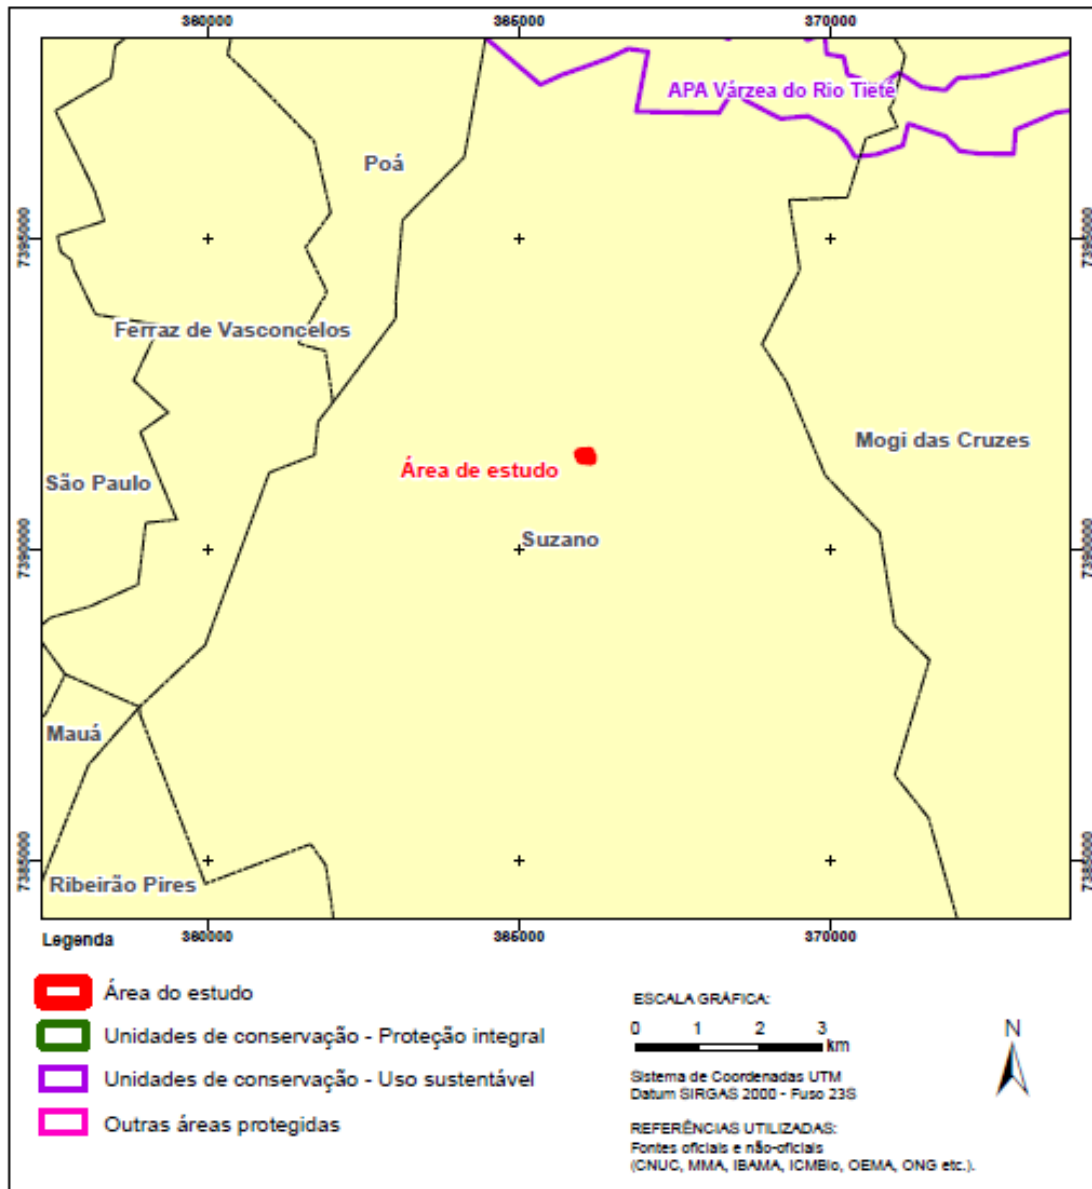 360000 365000 370000
APA Várzea do Rio Tietê
Poá
7395000 7395000
Ferraz de Vasconcelos
Mogi das Cruzes
Área de estudo
São Paulo
Suzano
7390000 7390000
Mauá
7385000 7385000
Ribeirão Pires
360000 365000 370000
Legenda
Área do estudo
Unidades de conservação - Proteção integral
Unidades de conservação - Uso sustentável
Outras áreas protegidas
ESCALA GRÁFICA:
0 1 2 3
km
N
Sistema de Coordenadas UTM
Datum SIRGAS 2000 - Fuso 23S
REFERÊNCIAS UTILIZADAS:
Fontes oficiais e não-oficiais
(CNUC, MMA, IBAMA, ICMBio, OEMA, ONG etc.).